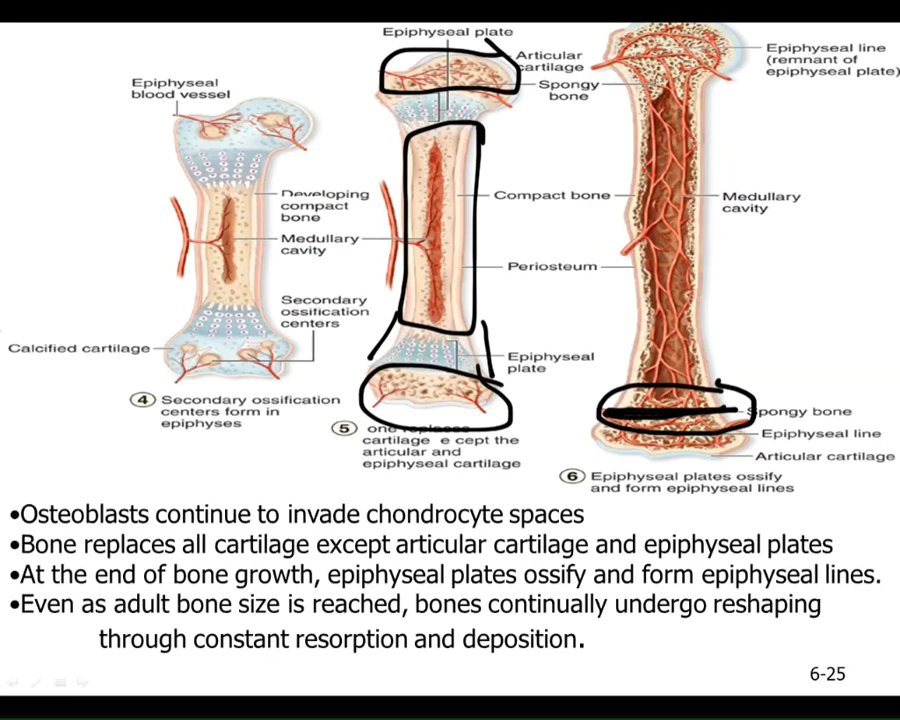 Epiphyseal plate
Articular
cartilage
Spongy
bone
Epiphyseal line
(remnant of
epiphyseal plate)
Epiphyseal
blood vessel
Developing
compact
bone
Medullary
cavity
Compact bone
Medullary
cavity
Periosteum
Secondary
ossification
centers
Calcified cartilage
Epiphyseal
plate
4 Secondary ossification
centers form in
epiphyses
5 one
cartilage e cept the
articular and
epiphyseal cartilage
Spongy bone
Epiphyseal line
Articular cartilage
6 Epiphyseal plates ossify
and form epiphyseal lines
•Osteoblasts continue to invade chondrocyte spaces
•Bone replaces all cartilage except articular cartilage and epiphyseal plates
•At the end of bone growth, epiphyseal plates ossify and form epiphyseal lines.
•Even as adult bone size is reached, bones continually undergo reshaping
through constant resorption and deposition.
6-25